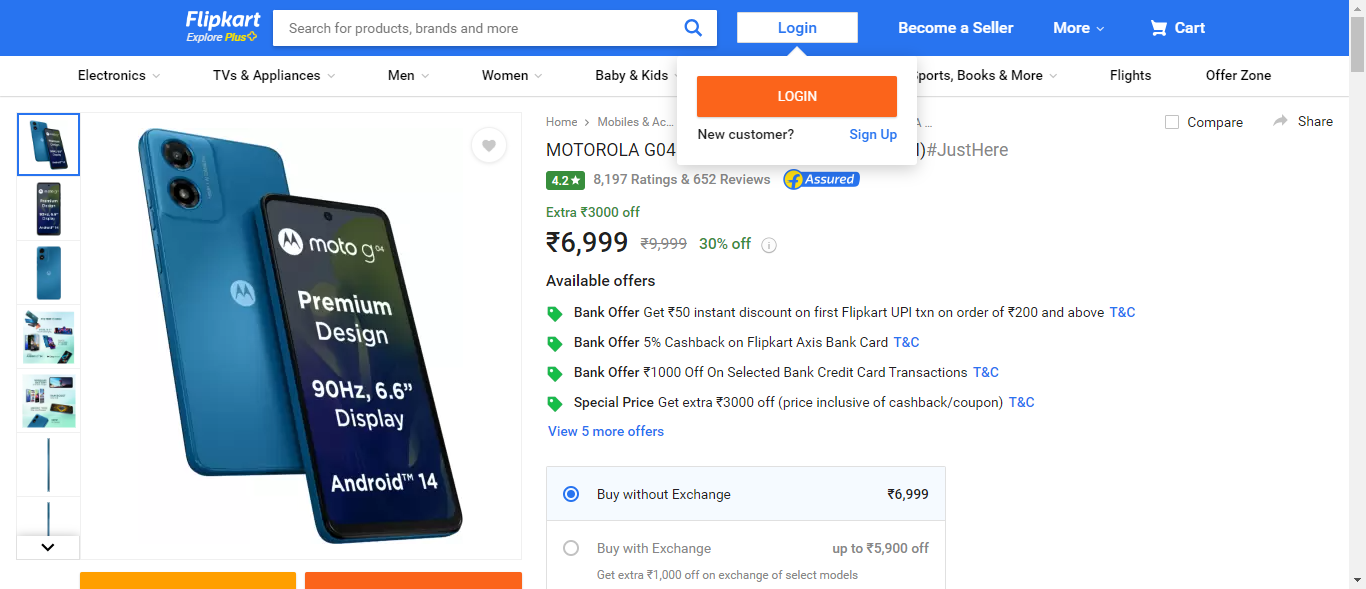 Flipkart
Explore Plus
Search for products, brands and more
Login
Become a Seller
More
Cart
Electronics
TVs & Appliances
Men
Women
Baby & Kids
Sports, Books & More
Flights
Offer Zone
LOGIN
New customer? Sign Up
Home
Mobiles & Ac...
A ...
Compare
Share
MOTOROLA G04 )#JustHere
4.2★ 8,197 Ratings & 652 Reviews Assured
Extra ₹3000 off
₹6,999 ₹9,999 30% off
Available offers
Bank Offer Get ₹50 instant discount on first Flipkart UPI txn on order of ₹200 and above T&C
Bank Offer 5% Cashback on Flipkart Axis Bank Card T&C
Bank Offer ₹1000 Off On Selected Bank Credit Card Transactions T&C
Special Price Get extra ₹3000 off (price inclusive of cashback/coupon) T&C
View 5 more offers
Buy without Exchange ₹6,999
Buy with Exchange up to ₹5,900 off
Get extra ₹1,000 off on exchange of select models
moto g04
Premium
Design
90Hz, 6.6”
Display
Android™ 14